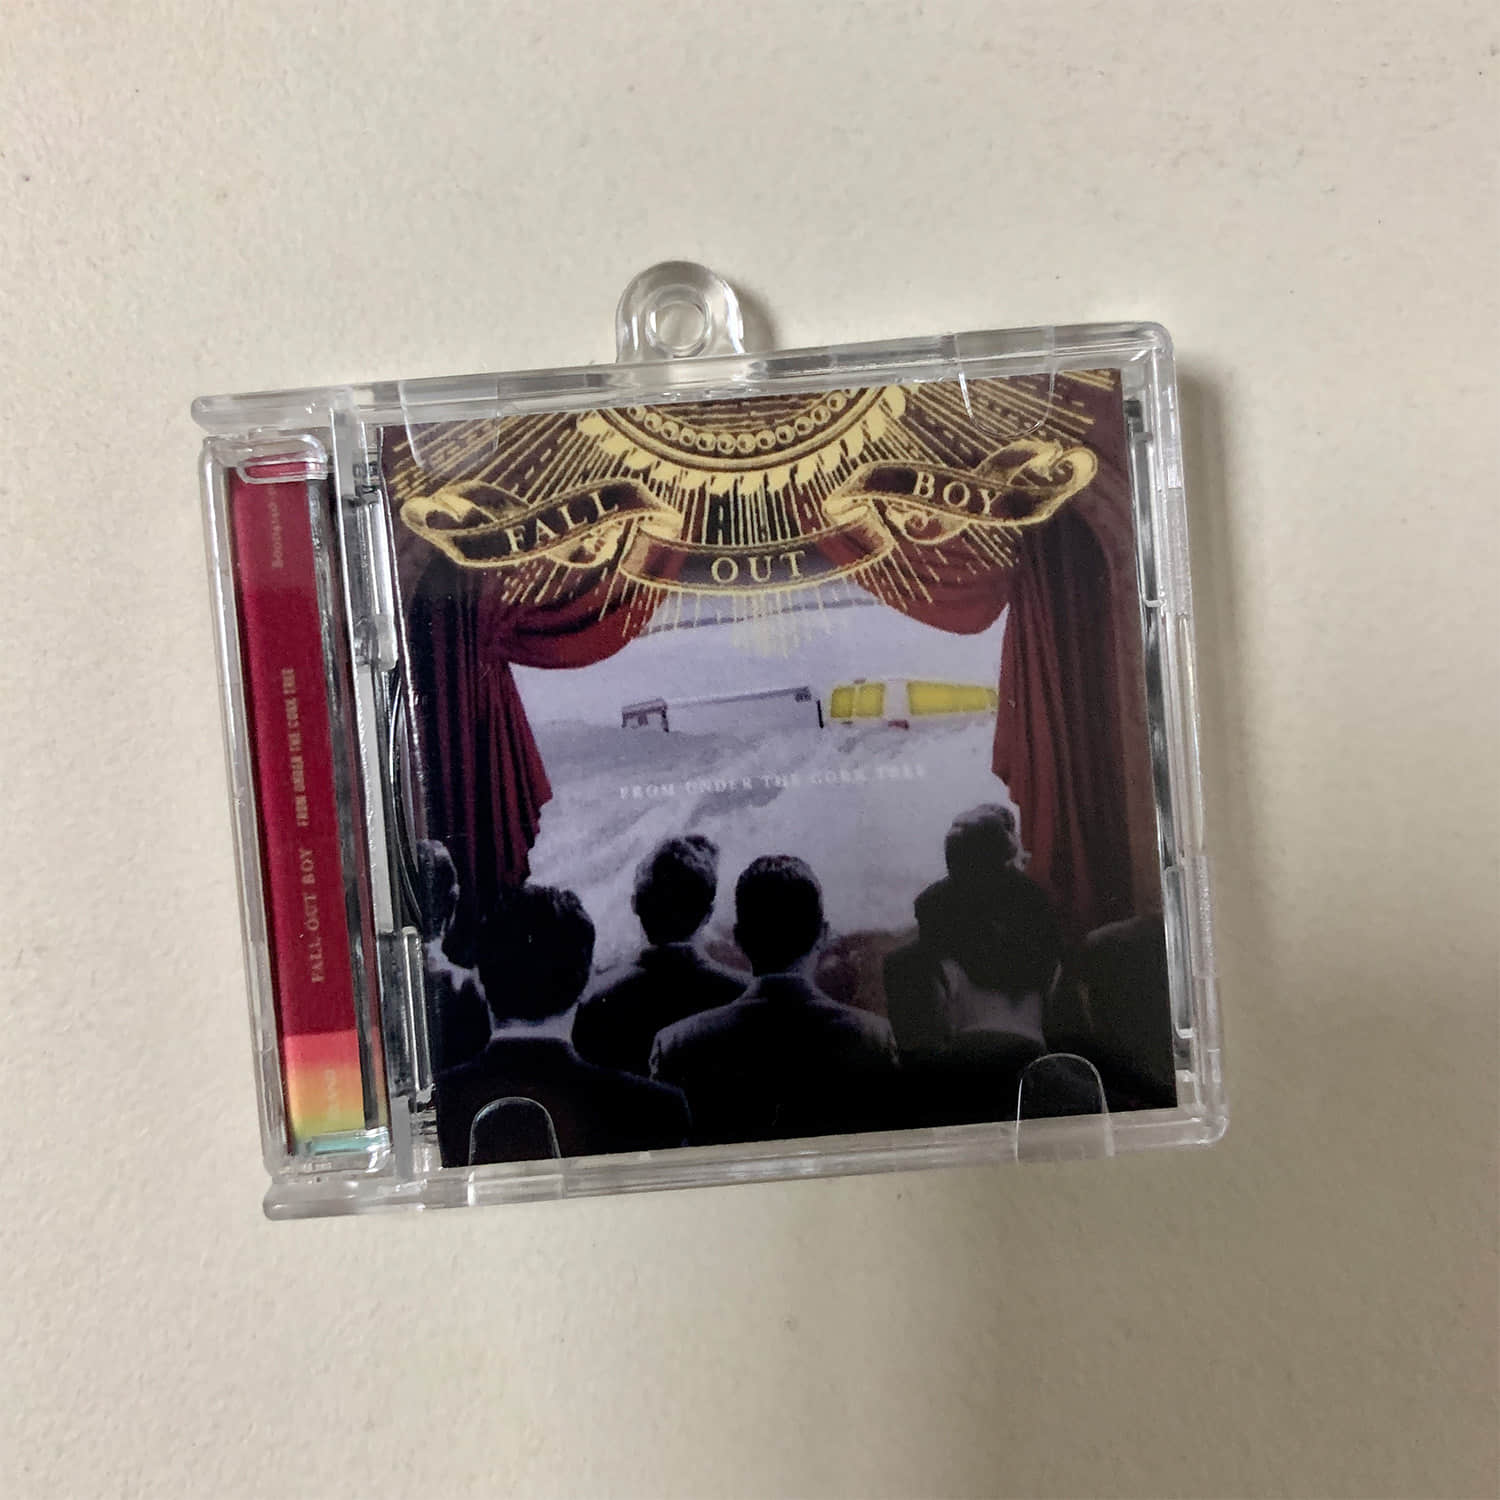 FALL OUT BOY
FROM UNDER THE CORK TREE
FALL OUT BOY FROM UNDER THE CORK TREE